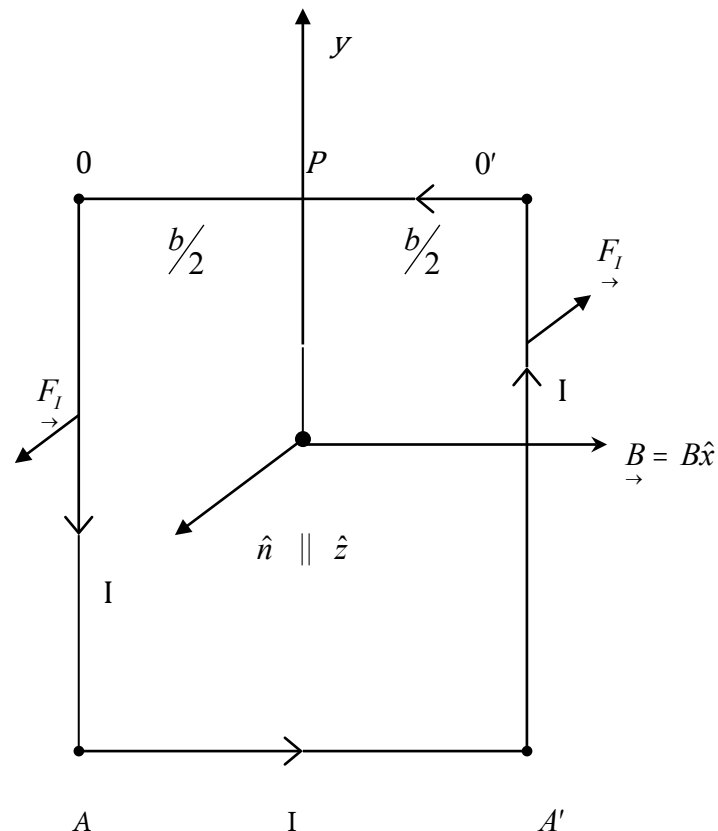 y
0 P 0′
b/2 b/2
F_I
→
I
F_I
→
B = Bx̂
→
n̂ || ẑ
I
A I A′